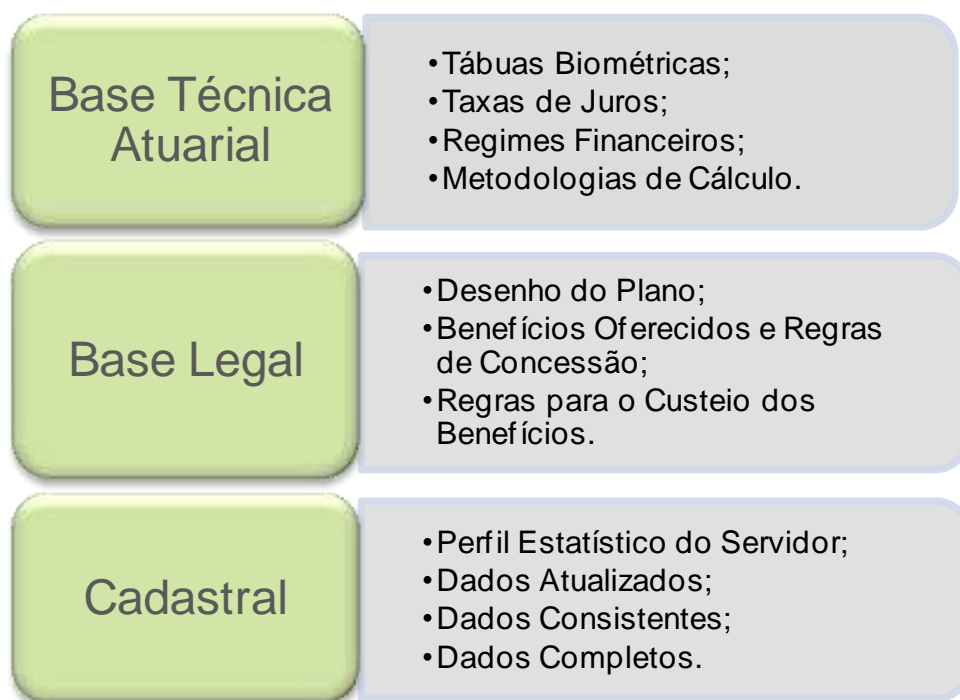 Base Técnica
Atuarial
•Tábuas Biométricas;
•Taxas de Juros;
•Regimes Financeiros;
•Metodologias de Cálculo.
Base Legal
•Desenho do Plano;
•Benefícios Oferecidos e Regras
de Concessão;
•Regras para o Custeio dos
Benefícios.
Cadastral
•Perfil Estatístico do Servidor;
•Dados Atualizados;
•Dados Consistentes;
•Dados Completos.